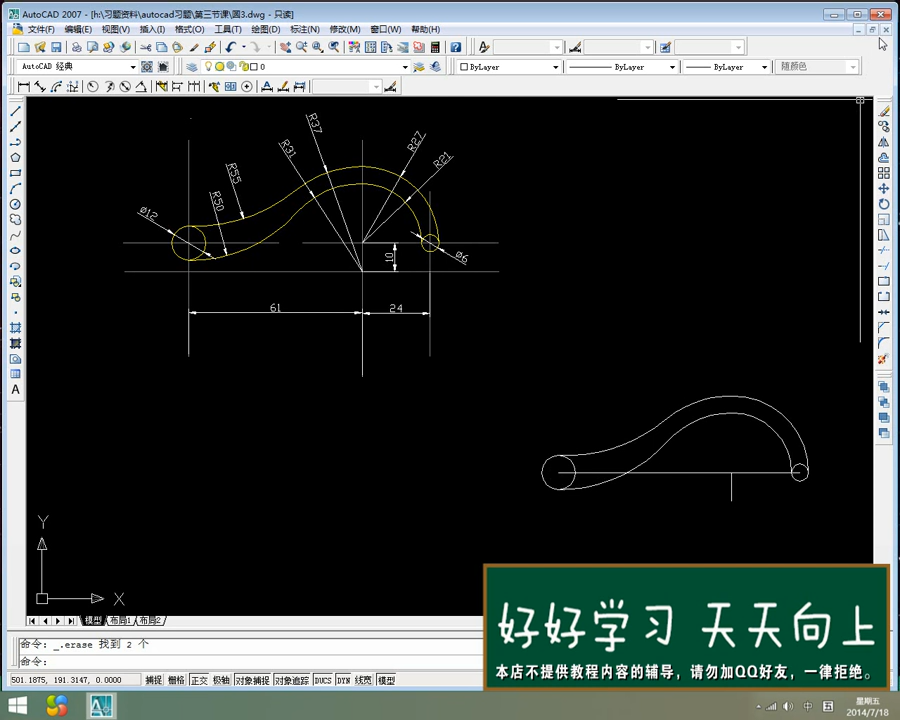 AutoCAD 2007 - [h:\习题资料\autocad习题\第三节课\圆3.dwg - 只读]
文件(F) 编辑(E) 视图(V) 插入(I) 格式(O) 工具(T) 绘图(D) 标注(N) 修改(M) 窗口(W) 帮助(H)
AutoCAD 经典 0 ByLayer ByLayer ByLayer 随颜色
R37
R31
R27
R21
R55
R50
ø12
ø6
10
61
24
Y
X
A
模型 布局1 布局2
命令: _.erase 找到 2 个
命令:
501.1875, 191.3147, 0.0000 捕捉 栅格 正交 极轴 对象捕捉 对象追踪 DUCS DYN 线宽 模型
好好学习 天天向上
本店不提供教程内容的辅导，请勿加QQ好友，一律拒绝。
中 五
星期五
2014/7/18